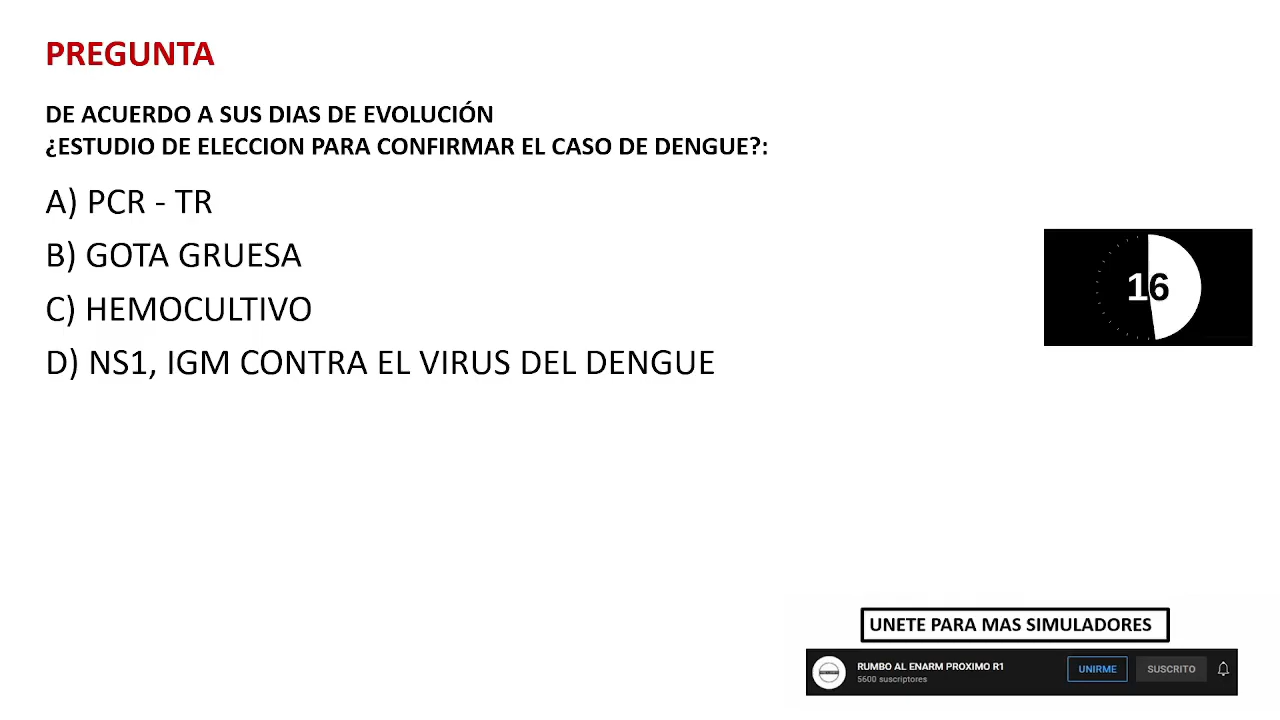 PREGUNTA
DE ACUERDO A SUS DIAS DE EVOLUCIÓN
¿ESTUDIO DE ELECCION PARA CONFIRMAR EL CASO DE DENGUE?:
A) PCR - TR
B) GOTA GRUESA
C) HEMOCULTIVO
D) NS1, IGM CONTRA EL VIRUS DEL DENGUE
16
UNETE PARA MAS SIMULADORES
RUMBO AL ENARM PROXIMO R1
5600 suscriptores
UNIRME
SUSCRITO